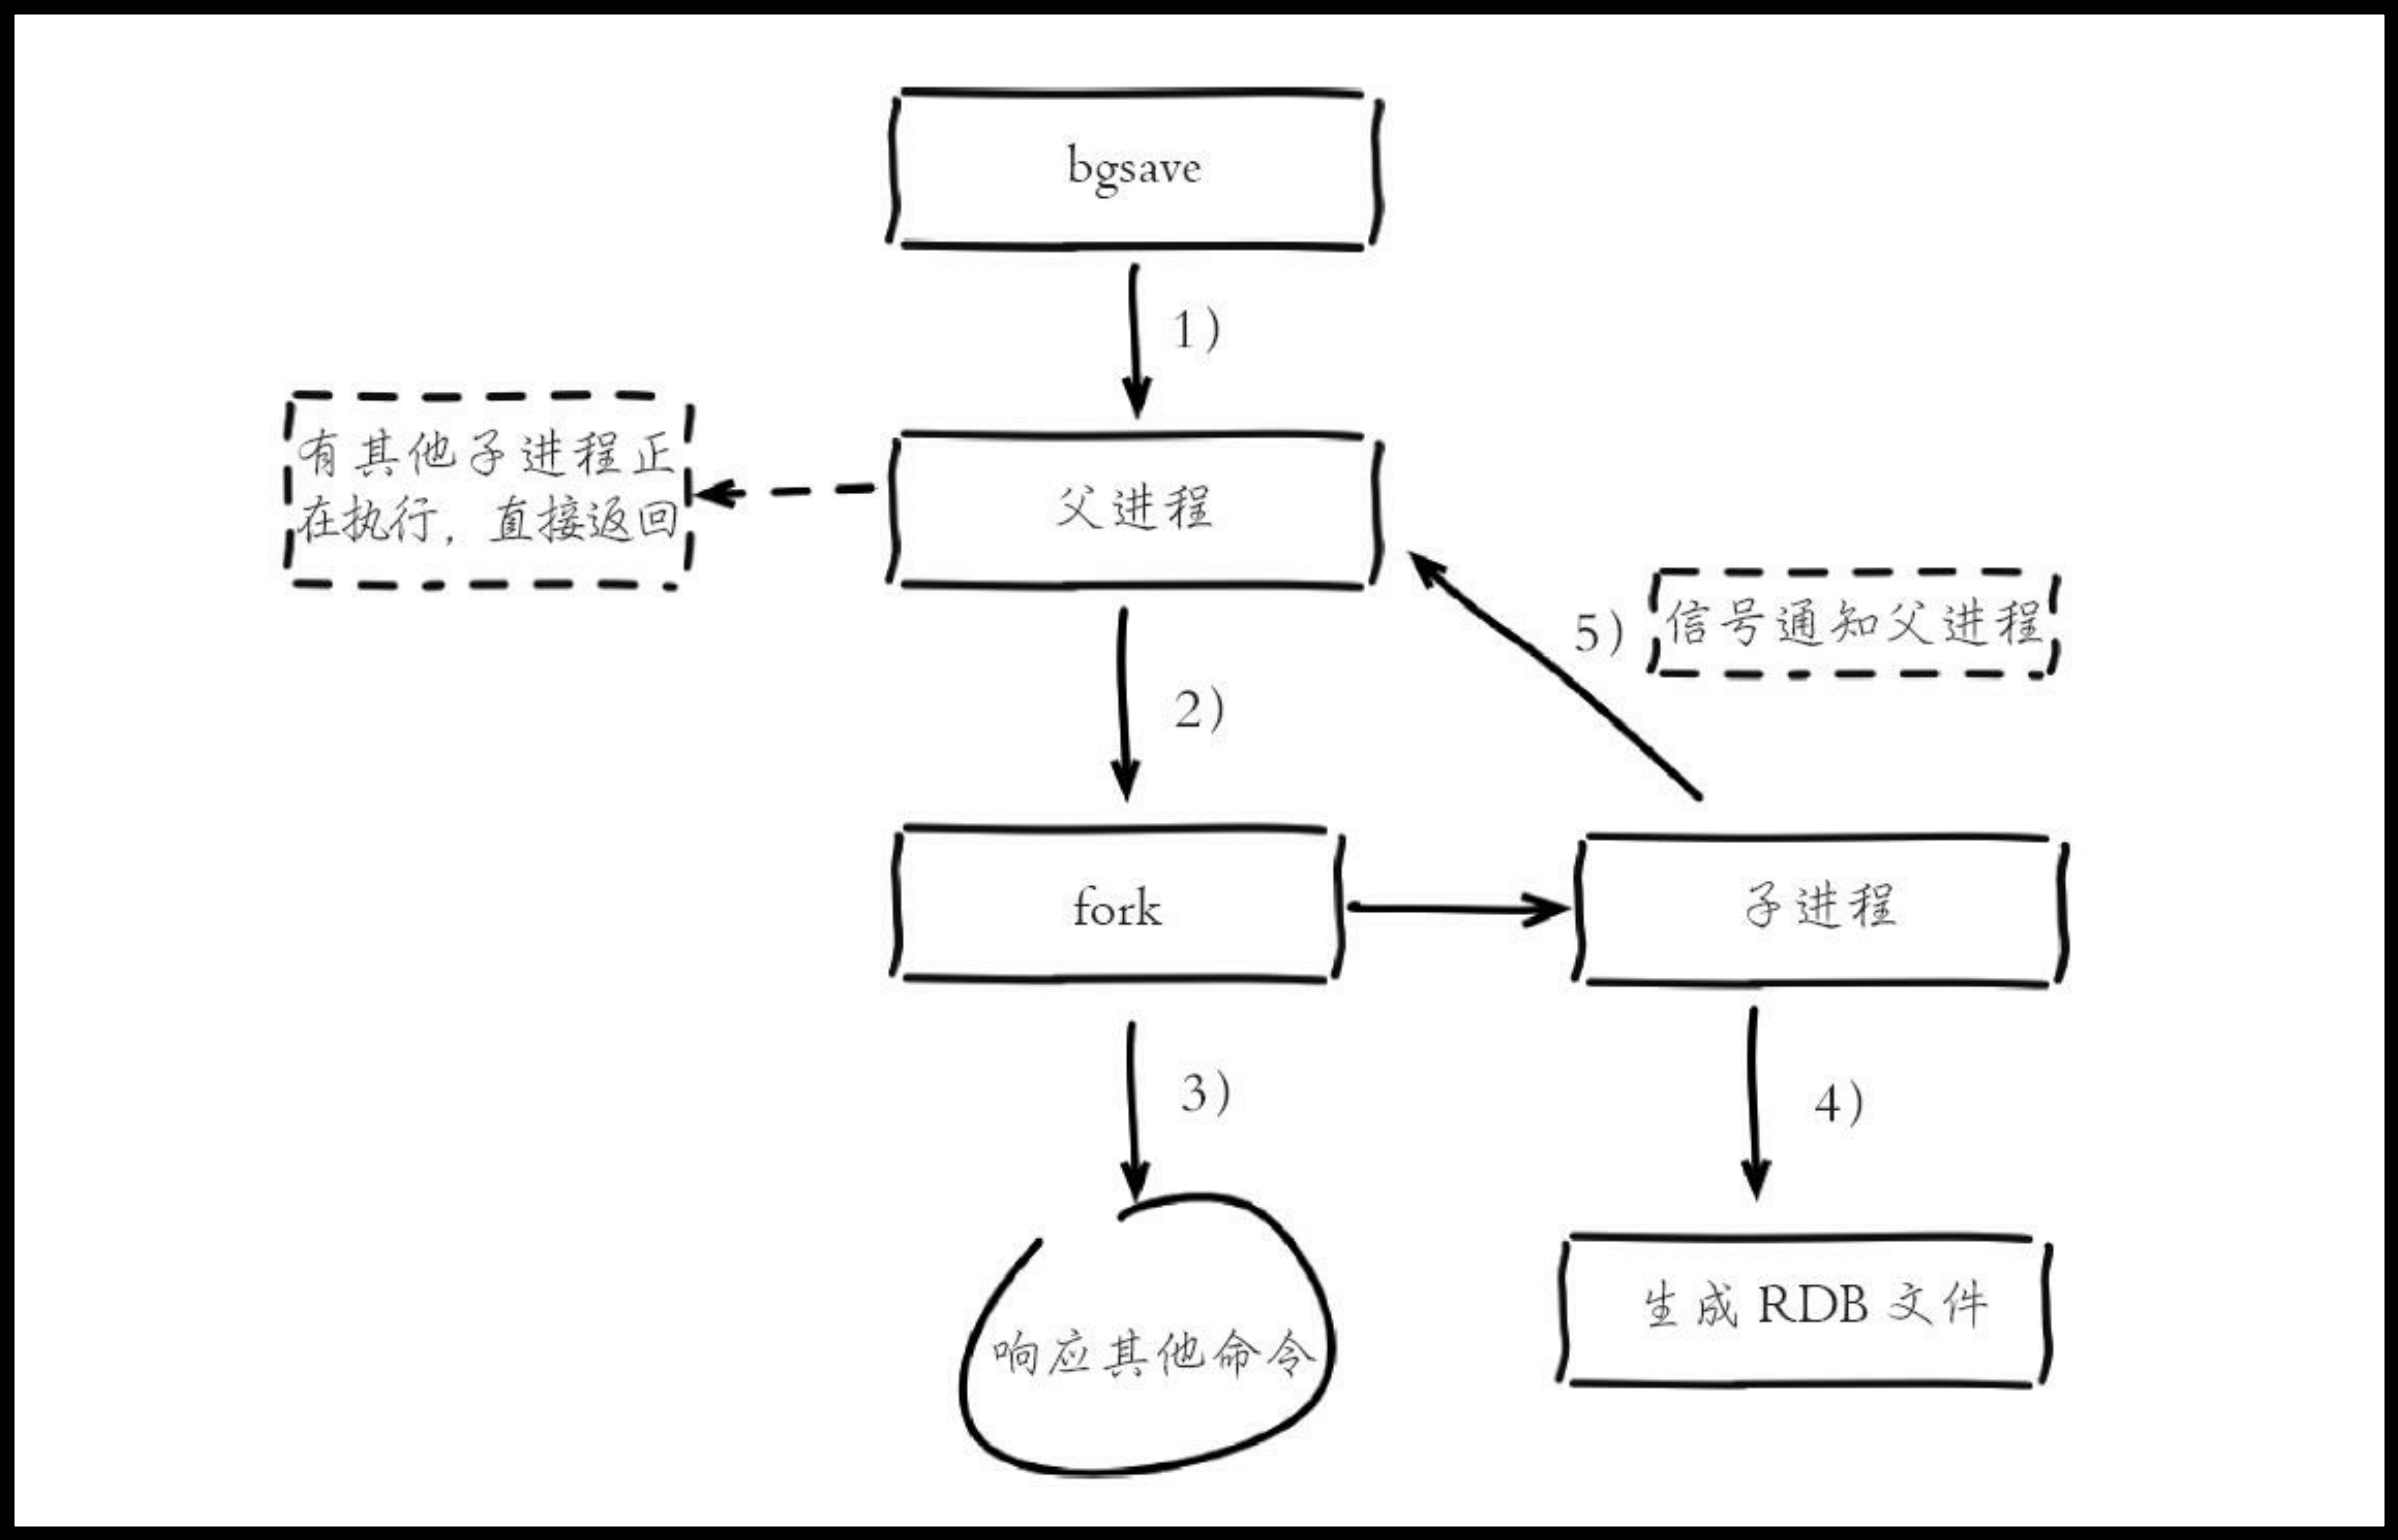 bgsave
1)
有其他子进程正
在执行，直接返回
父进程
5)
信号通知父进程
2)
fork
子进程
3)
4)
生成 RDB 文件
响应其他命令